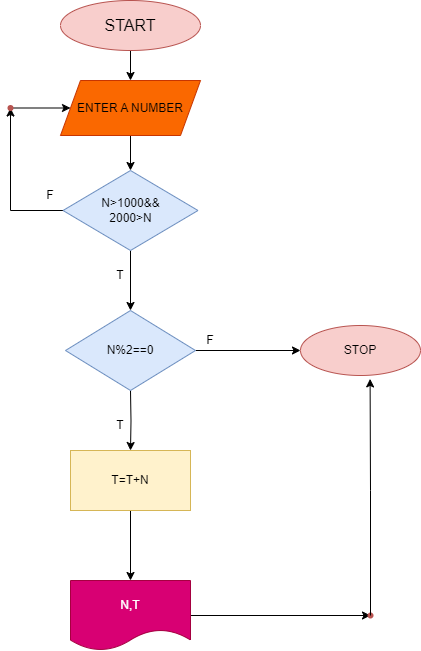 START
ENTER A NUMBER
N>1000&&
2000>N
F
T
N%2==0
F
STOP
T
T=T+N
N,T